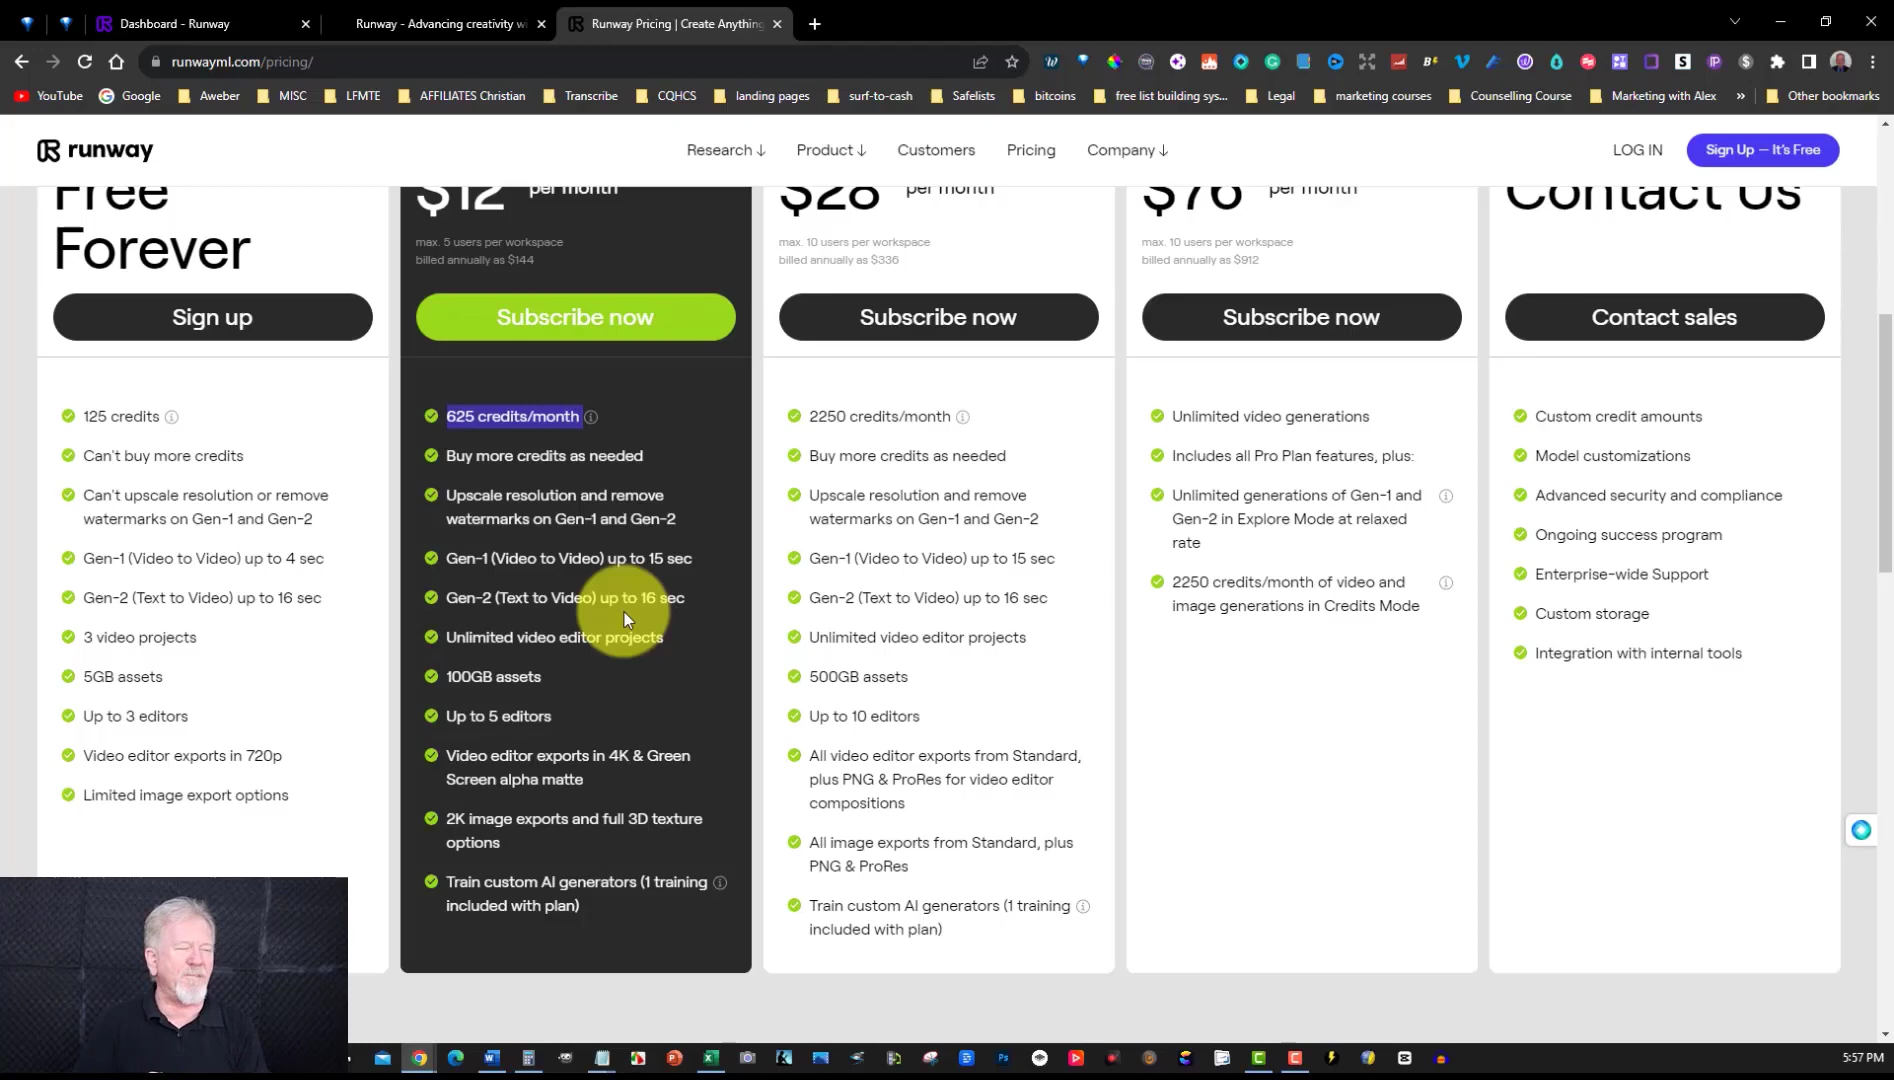 Dashboard - Runway
Runway - Advancing creativity wi
Runway Pricing | Create Anything
runwayml.com/pricing/
YouTube
Google
Aweber
MISC
LFMTE
AFFILIATES Christian
Transcribe
CQHCS
landing pages
surf-to-cash
Safelists
bitcoins
free list building sys...
Legal
marketing courses
Counselling Course
Marketing with Alex
»
Other bookmarks
runway
Research ↓
Product ↓
Customers
Pricing
Company ↓
LOG IN
Sign Up — It's Free
Free
Forever
Sign up
125 credits
Can't buy more credits
Can't upscale resolution or remove
watermarks on Gen-1 and Gen-2
Gen-1 (Video to Video) up to 4 sec
Gen-2 (Text to Video) up to 16 sec
3 video projects
5GB assets
Up to 3 editors
Video editor exports in 720p
Limited image export options
$12 per month
max. 5 users per workspace
billed annually as $144
Subscribe now
625 credits/month
Buy more credits as needed
Upscale resolution and remove
watermarks on Gen-1 and Gen-2
Gen-1 (Video to Video) up to 15 sec
Gen-2 (Text to Video) up to 16 sec
Unlimited video editor projects
100GB assets
Up to 5 editors
Video editor exports in 4K & Green
Screen alpha matte
2K image exports and full 3D texture
options
Train custom AI generators (1 training
included with plan)
$28 per month
max. 10 users per workspace
billed annually as $336
Subscribe now
2250 credits/month
Buy more credits as needed
Upscale resolution and remove
watermarks on Gen-1 and Gen-2
Gen-1 (Video to Video) up to 15 sec
Gen-2 (Text to Video) up to 16 sec
Unlimited video editor projects
500GB assets
Up to 10 editors
All video editor exports from Standard,
plus PNG & ProRes for video editor
compositions
All image exports from Standard, plus
PNG & ProRes
Train custom AI generators (1 training
included with plan)
$76 per month
max. 10 users per workspace
billed annually as $912
Subscribe now
Unlimited video generations
Includes all Pro Plan features, plus:
Unlimited generations of Gen-1 and
Gen-2 in Explore Mode at relaxed
rate
2250 credits/month of video and
image generations in Credits Mode
Contact Us
Contact sales
Custom credit amounts
Model customizations
Advanced security and compliance
Ongoing success program
Enterprise-wide Support
Custom storage
Integration with internal tools
5:57 PM